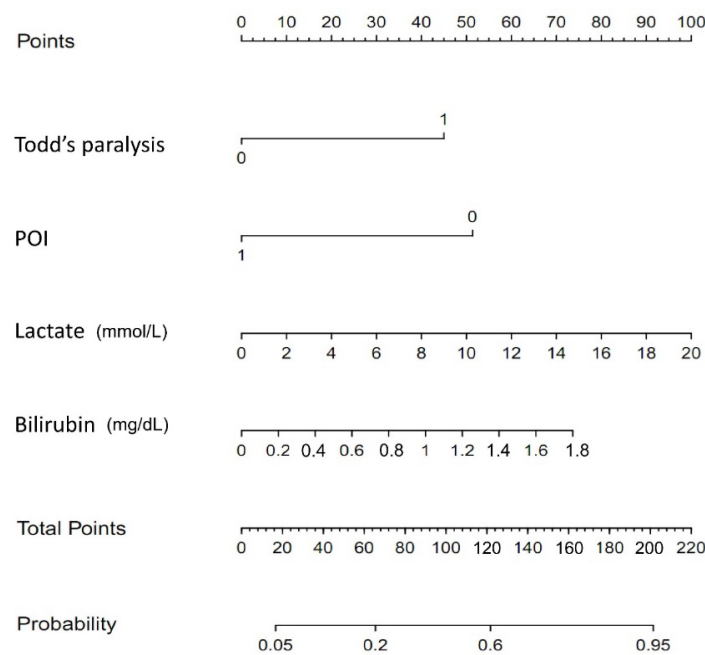 0 10 20 30 40 50 60 70 80 90 100
Points
1
Todd’s paralysis
0
0
POI
1
Lactate (mmol/L)
0 2 4 6 8 10 12 14 16 18 20
Bilirubin (mg/dL)
0 0.2 0.4 0.6 0.8 1 1.2 1.4 1.6 1.8
Total Points
0 20 40 60 80 100 120 140 160 180 200 220
Probability
0.05 0.2 0.6 0.95